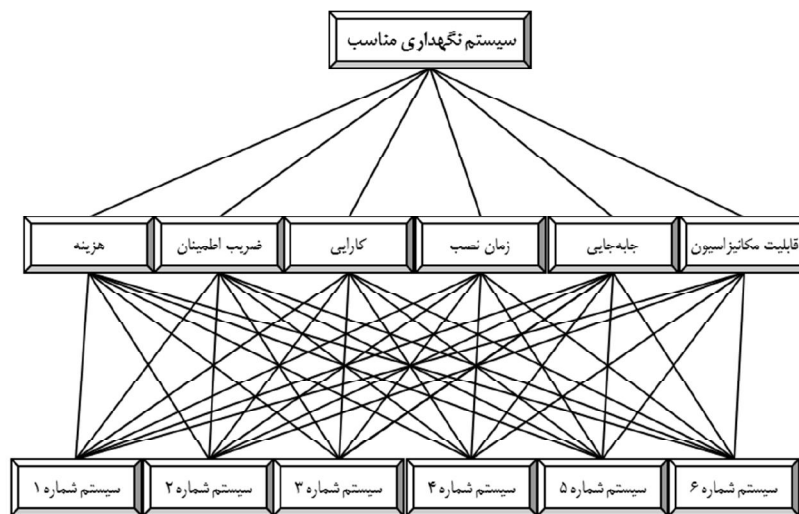 سیستم نگهداری مناسب
قابلیت مکانیزاسیون
جابه‌جایی
زمان نصب
کارایی
ضریب اطمینان
هزینه
سیستم شماره ۶
سیستم شماره ۵
سیستم شماره ۴
سیستم شماره ۳
سیستم شماره ۲
سیستم شماره ۱